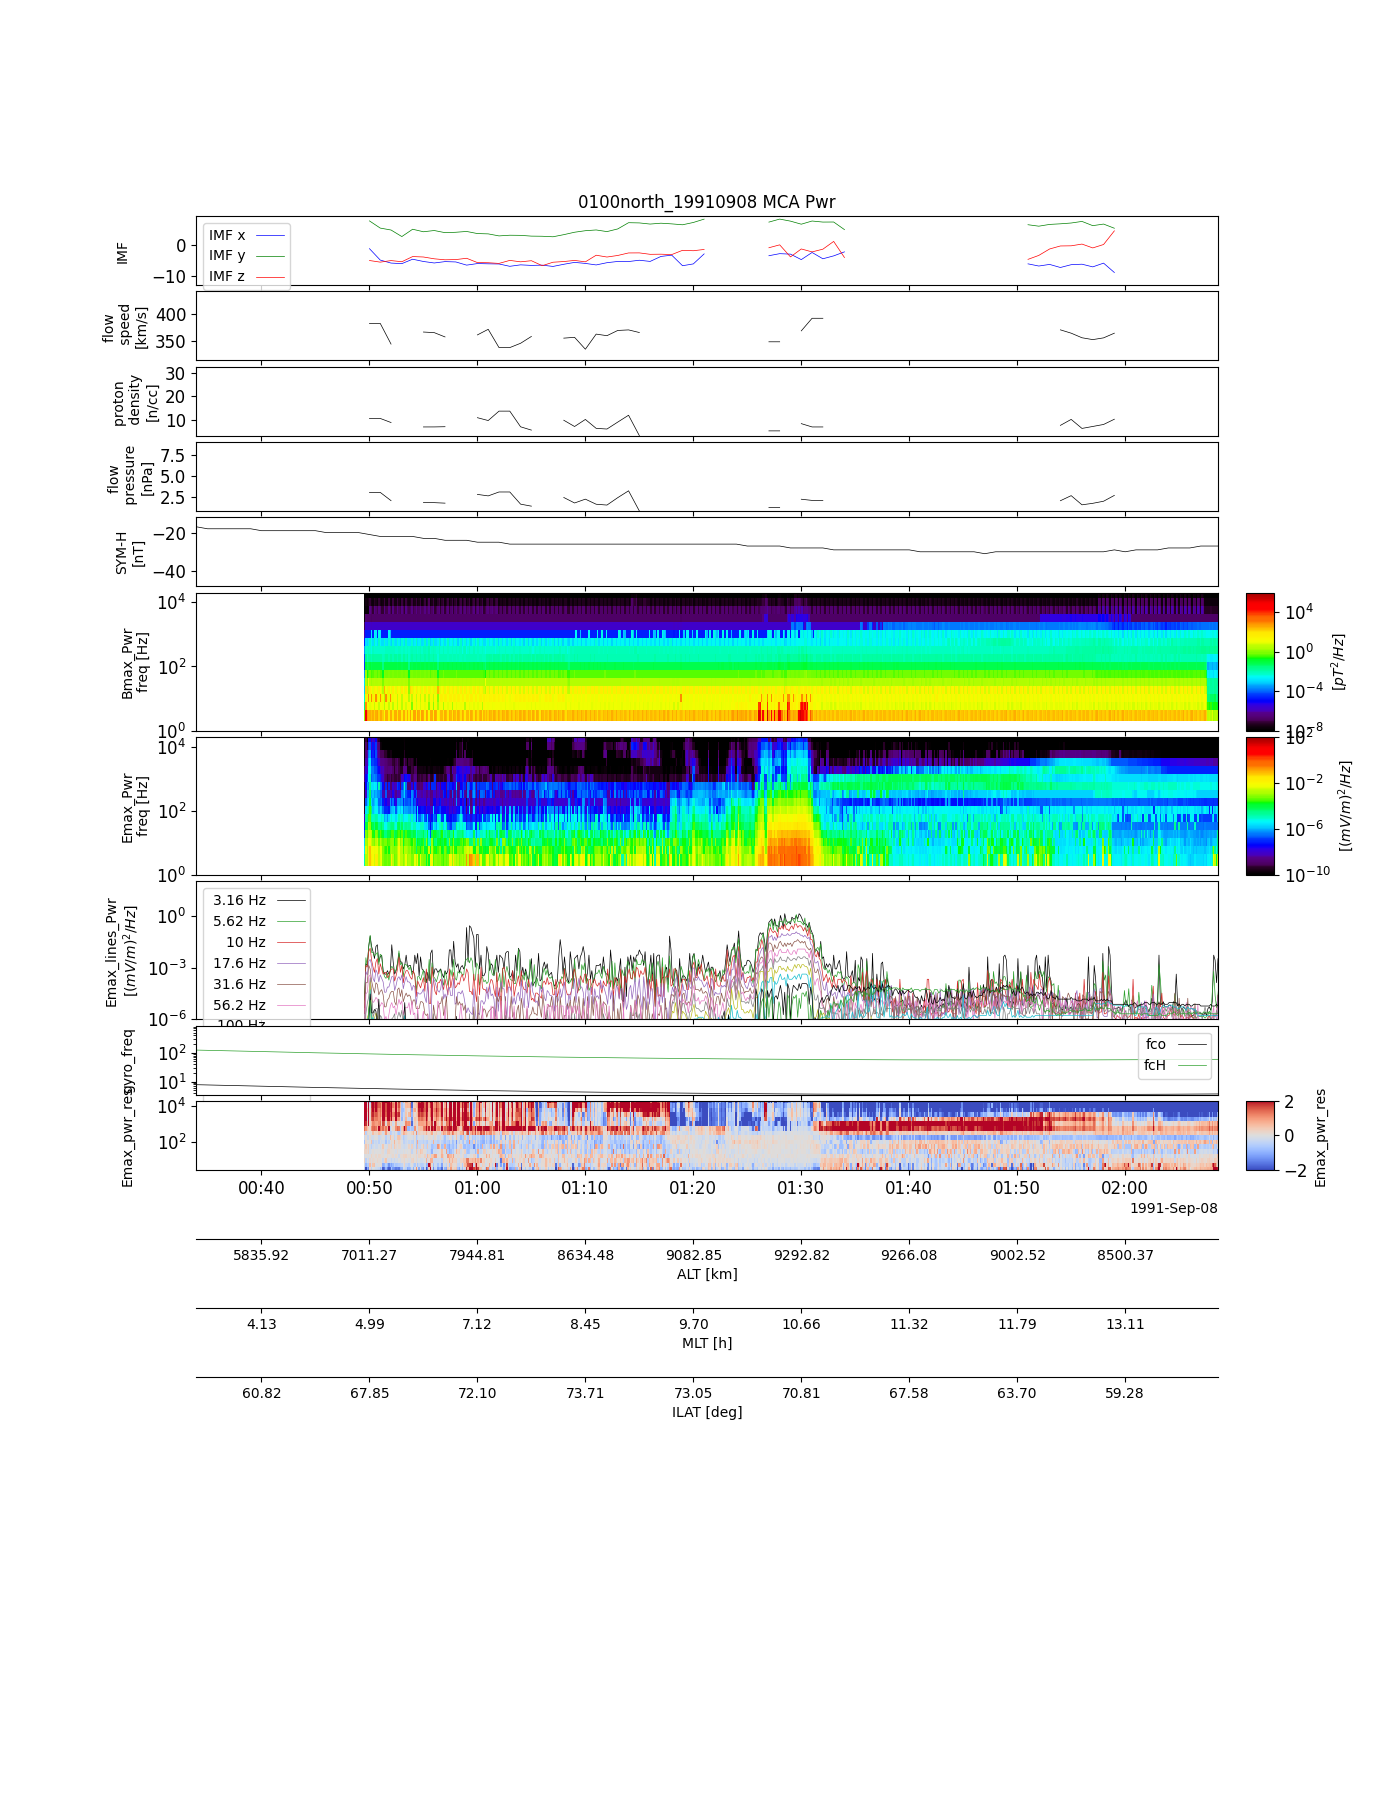 0100north_19910908 MCA Pwr
IMF
0
−10
IMF x
IMF y
IMF z
flow
speed
[km/s]
400
350
proton
density
[n/cc]
30
20
10
flow
pressure
[nPa]
7.5
5.0
2.5
SYM-H
[nT]
−20
−40
Bmax_Pwr
freq [Hz]
10^4
10^2
10^0
10^4
10^0
10^-4
10^-8
[pT^2/Hz]
Emax_Pwr
freq [Hz]
10^4
10^2
10^0
10^2
10^-2
10^-6
10^-10
[(mV/m)^2/Hz]
Emax_lines_Pwr
[(mV/m)^2/Hz]
10^0
10^-3
10^-6
3.16 Hz
5.62 Hz
10 Hz
17.6 Hz
31.6 Hz
56.2 Hz
100 Hz
gyro_freq
10^2
10^1
fco
fcH
Emax_pwr_res
10^4
10^2
2
0
−2
Emax_pwr_res
00:40 00:50 01:00 01:10 01:20 01:30 01:40 01:50 02:00
1991-Sep-08
5835.92 7011.27 7944.81 8634.48 9082.85 9292.82 9266.08 9002.52 8500.37
ALT [km]
4.13 4.99 7.12 8.45 9.70 10.66 11.32 11.79 13.11
MLT [h]
60.82 67.85 72.10 73.71 73.05 70.81 67.58 63.70 59.28
ILAT [deg]